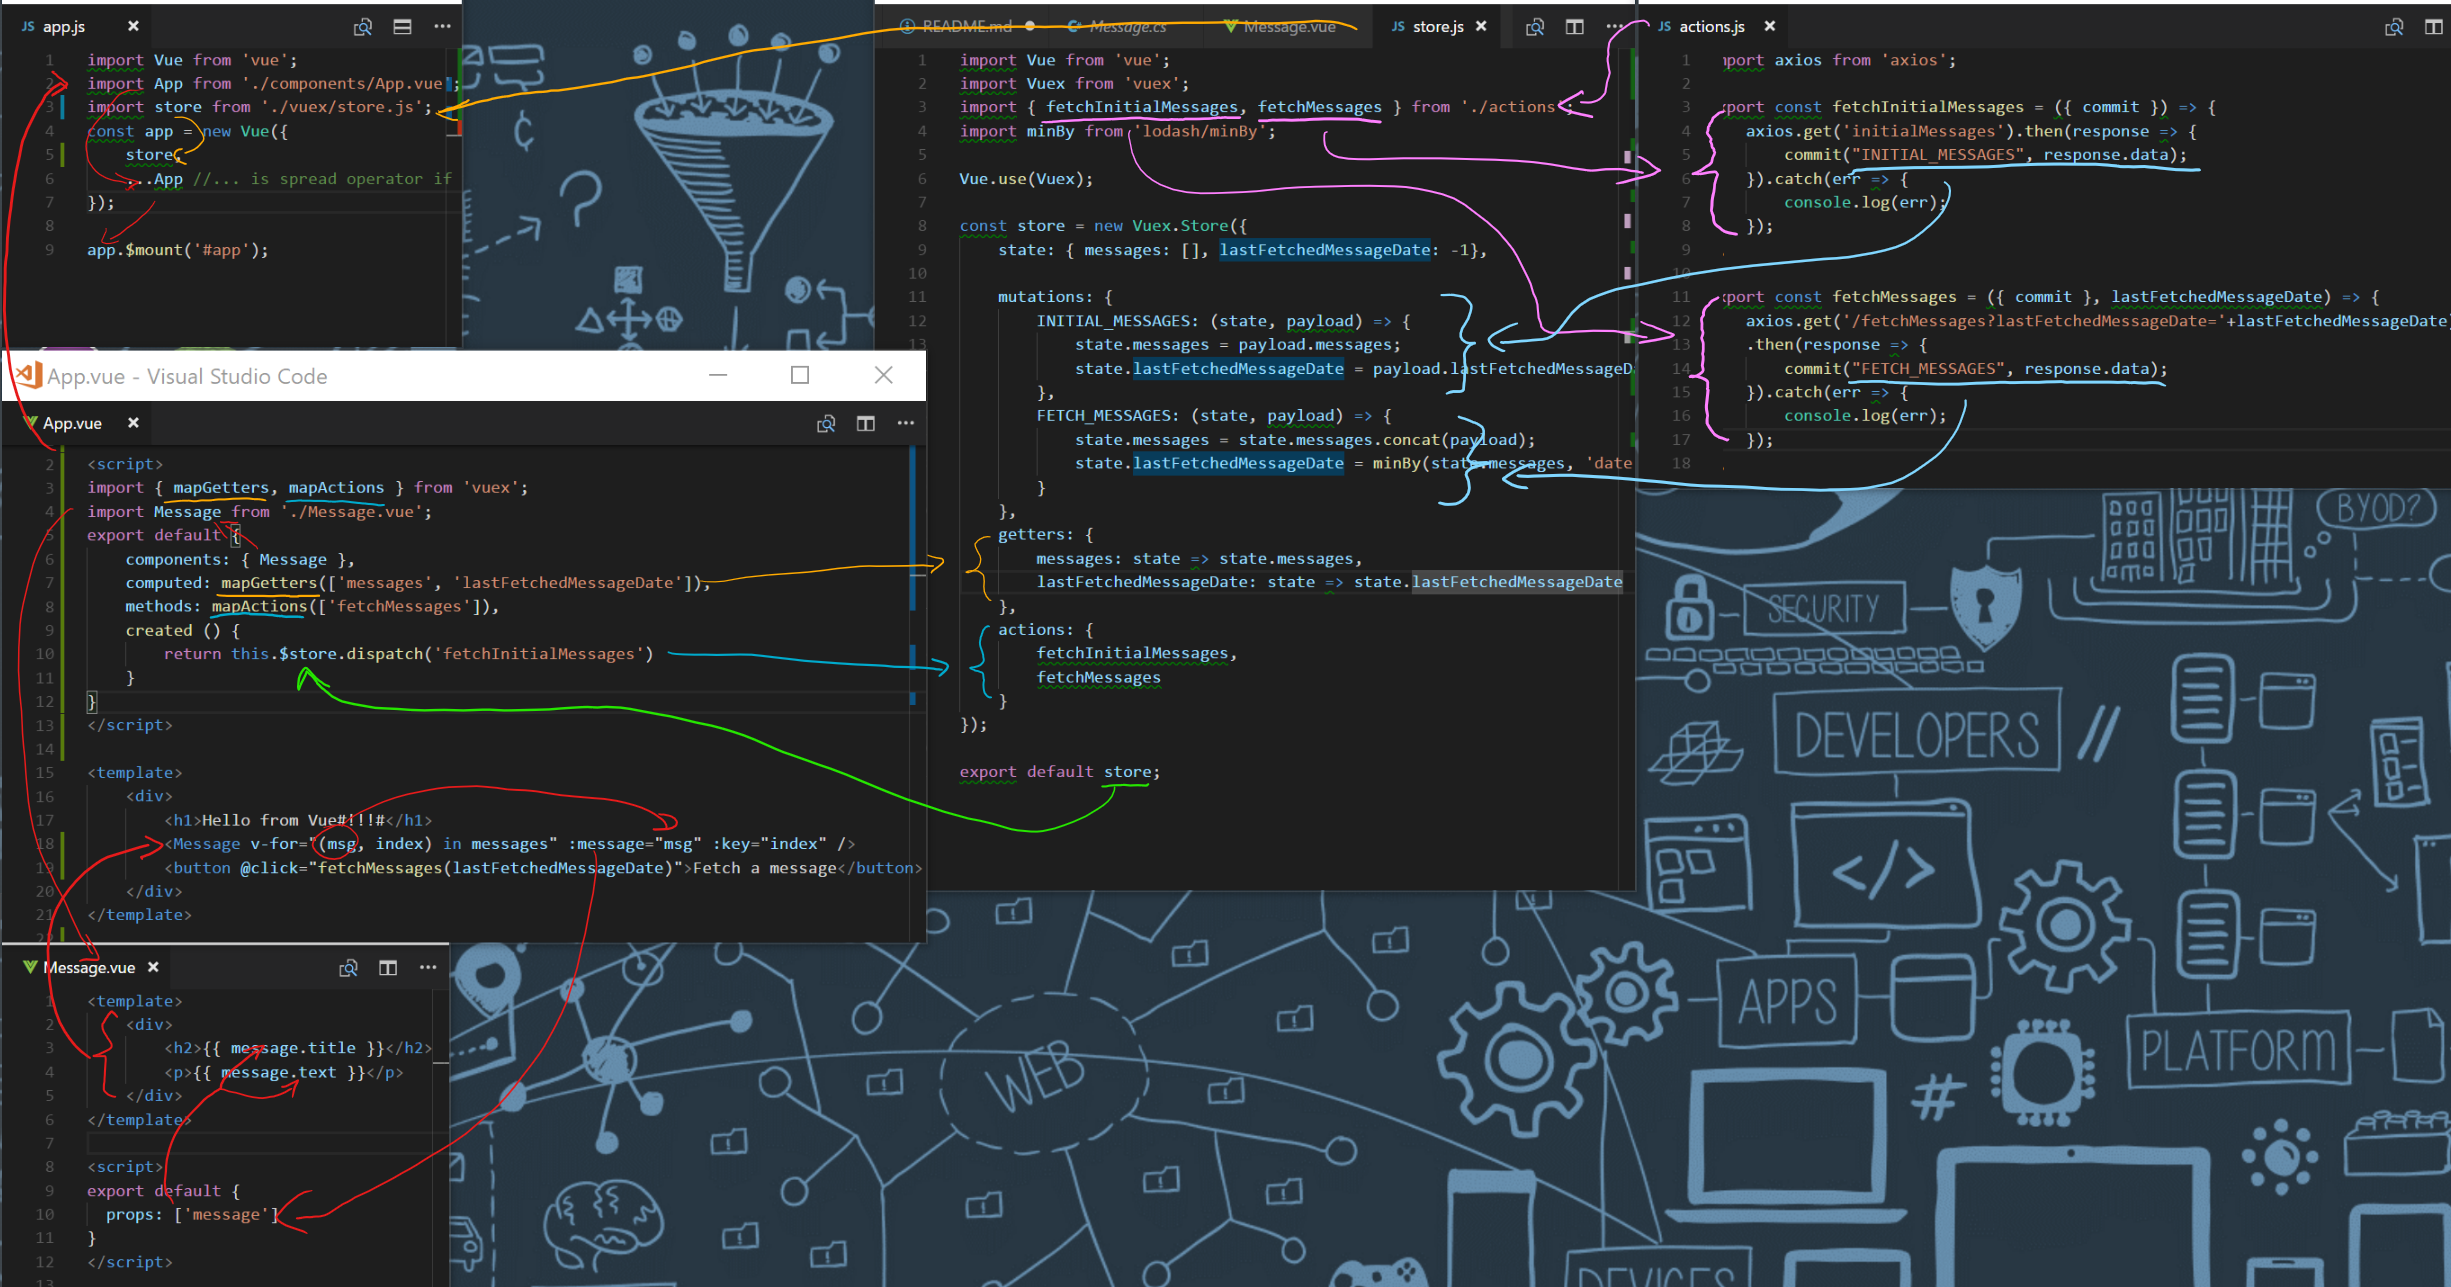 JS app.js ×
1 import Vue from 'vue';
2 import App from './components/App.vue';
3 import store from './vuex/store.js';
4 const app = new Vue({
5 store,
6 ...App //... is spread operator if
7 });
8
9 app.$mount('#app');
App.vue - Visual Studio Code
App.vue ×
2 <script>
3 import { mapGetters, mapActions } from 'vuex';
4 import Message from './Message.vue';
5 export default {
6 components: { Message },
7 computed: mapGetters(['messages', 'lastFetchedMessageDate']),
8 methods: mapActions(['fetchMessages']),
9 created () {
10 return this.$store.dispatch('fetchInitialMessages')
11 }
12 }
13 </script>
14
15 <template>
16 <div>
17 <h1>Hello from Vue#!!!#</h1>
18 <Message v-for="(msg, index) in messages" :message="msg" :key="index" />
19 <button @click="fetchMessages(lastFetchedMessageDate)">Fetch a message</button>
20 </div>
21 </template>
22
Message.vue ×
1 <template>
2 <div>
3 <h2>{{ message.title }}</h2>
4 <p>{{ message.text }}</p>
5 </div>
6 </template>
7
8 <script>
9 export default {
10 props: ['message']
11 }
12 </script>
13
README.md
C# Message.cs
Message.vue
JS store.js ×
1 import Vue from 'vue';
2 import Vuex from 'vuex';
3 import { fetchInitialMessages, fetchMessages } from './actions';
4 import minBy from 'lodash/minBy';
5
6 Vue.use(Vuex);
7
8 const store = new Vuex.Store({
9 state: { messages: [], lastFetchedMessageDate: -1},
10
11 mutations: {
12 INITIAL_MESSAGES: (state, payload) => {
13 state.messages = payload.messages;
14 state.lastFetchedMessageDate = payload.lastFetchedMessageD
15 },
16 FETCH_MESSAGES: (state, payload) => {
state.messages = state.messages.concat(payload);
state.lastFetchedMessageDate = minBy(state.messages, 'date
}
},
getters: {
messages: state => state.messages,
lastFetchedMessageDate: state => state.lastFetchedMessageDate
},
actions: {
fetchInitialMessages,
fetchMessages
}
});
export default store;
JS actions.js ×
1 port axios from 'axios';
2
3 port const fetchInitialMessages = ({ commit }) => {
4 axios.get('initialMessages').then(response => {
5 commit("INITIAL_MESSAGES", response.data);
6 }).catch(err => {
7 console.log(err);
8 });
9
10
11 port const fetchMessages = ({ commit }, lastFetchedMessageDate) => {
12 axios.get('/fetchMessages?lastFetchedMessageDate='+lastFetchedMessageDate)
13 .then(response => {
14 commit("FETCH_MESSAGES", response.data);
15 }).catch(err => {
16 console.log(err);
17 });
18
BYOD?
SECURITY
DEVELOPERS //
</>
APPS
WEB
PLATFORM
#
DEVICES